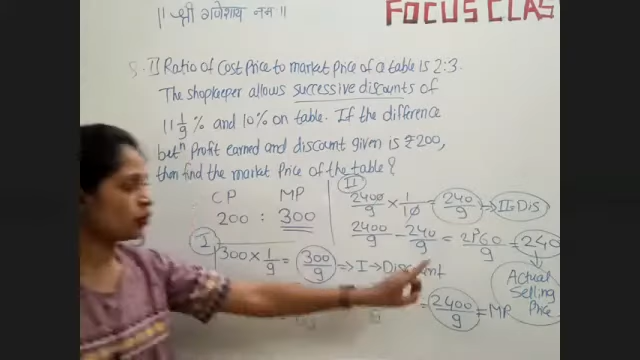 || श्री गणेशाय नमः ||
FOCUS CLAS
I] Ratio of Cost Price to market Price of a table is 2:3.
The shopkeeper allows successive discounts of
11 1/9 % and 10% on table. If the difference
betⁿ Profit earned and discount given is ₹200,
then find the market Price of the table?
CP MP
200 : 300
I
300 × 1/9 = 300/9 ⇒ I → Discount
= 2400/9 = MP
II
2400/9 × 1/10 = 240/9 ⇒ II Dis
2400/9 - 240/9 = 2160/9 = 240
Actual
Selling
Price